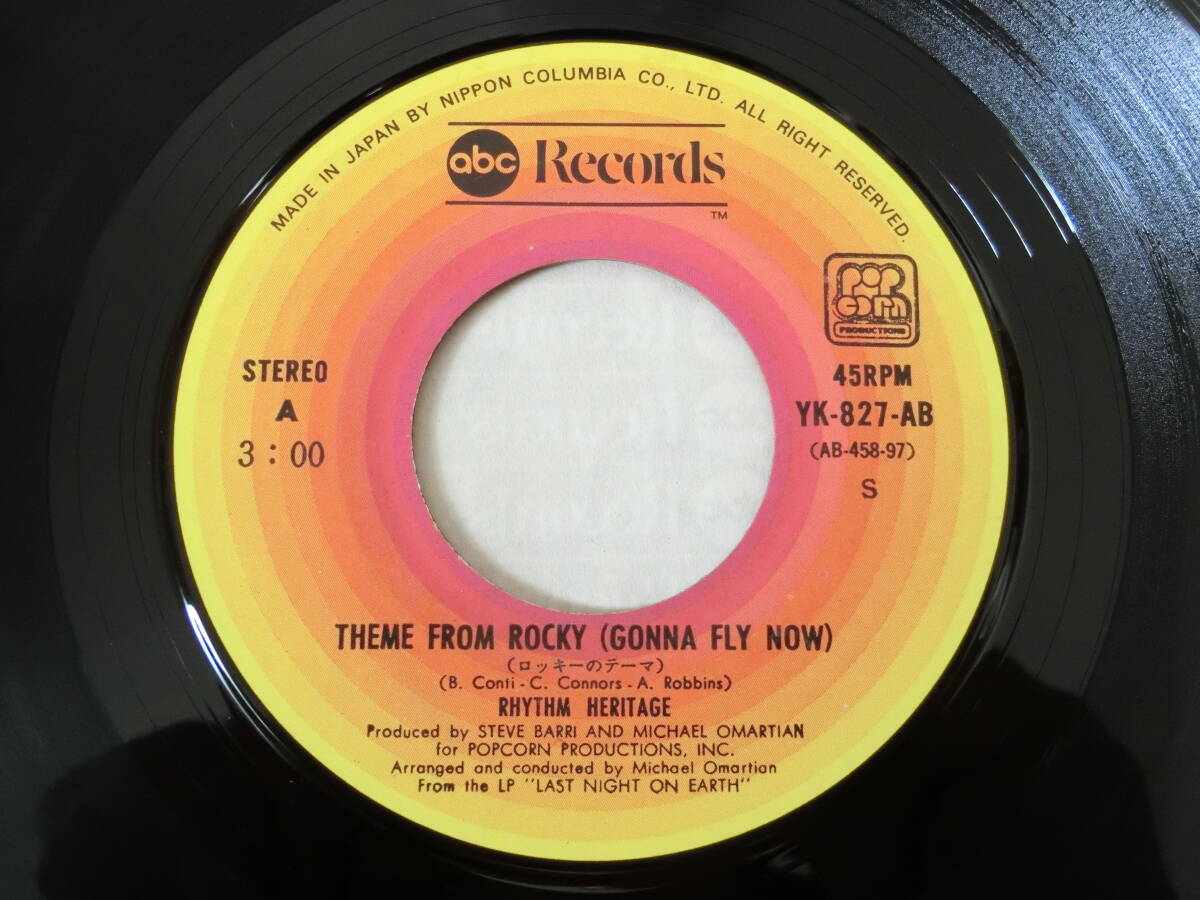 MADE IN JAPAN BY NIPPON COLUMBIA CO., LTD. ALL RIGHT RESERVED.
abc Records
TM
POP
CORN
PRODUCTIONS
STEREO
A
3:00
45RPM
YK-827-AB
(AB-458-97)
S
THEME FROM ROCKY (GONNA FLY NOW)
(ロッキーのテーマ)
(B. Conti - C. Connors - A. Robbins)
RHYTHM HERITAGE
Produced by STEVE BARRI AND MICHAEL OMARTIAN
for POPCORN PRODUCTIONS, INC.
Arranged and conducted by Michael Omartian
From the LP "LAST NIGHT ON EARTH"